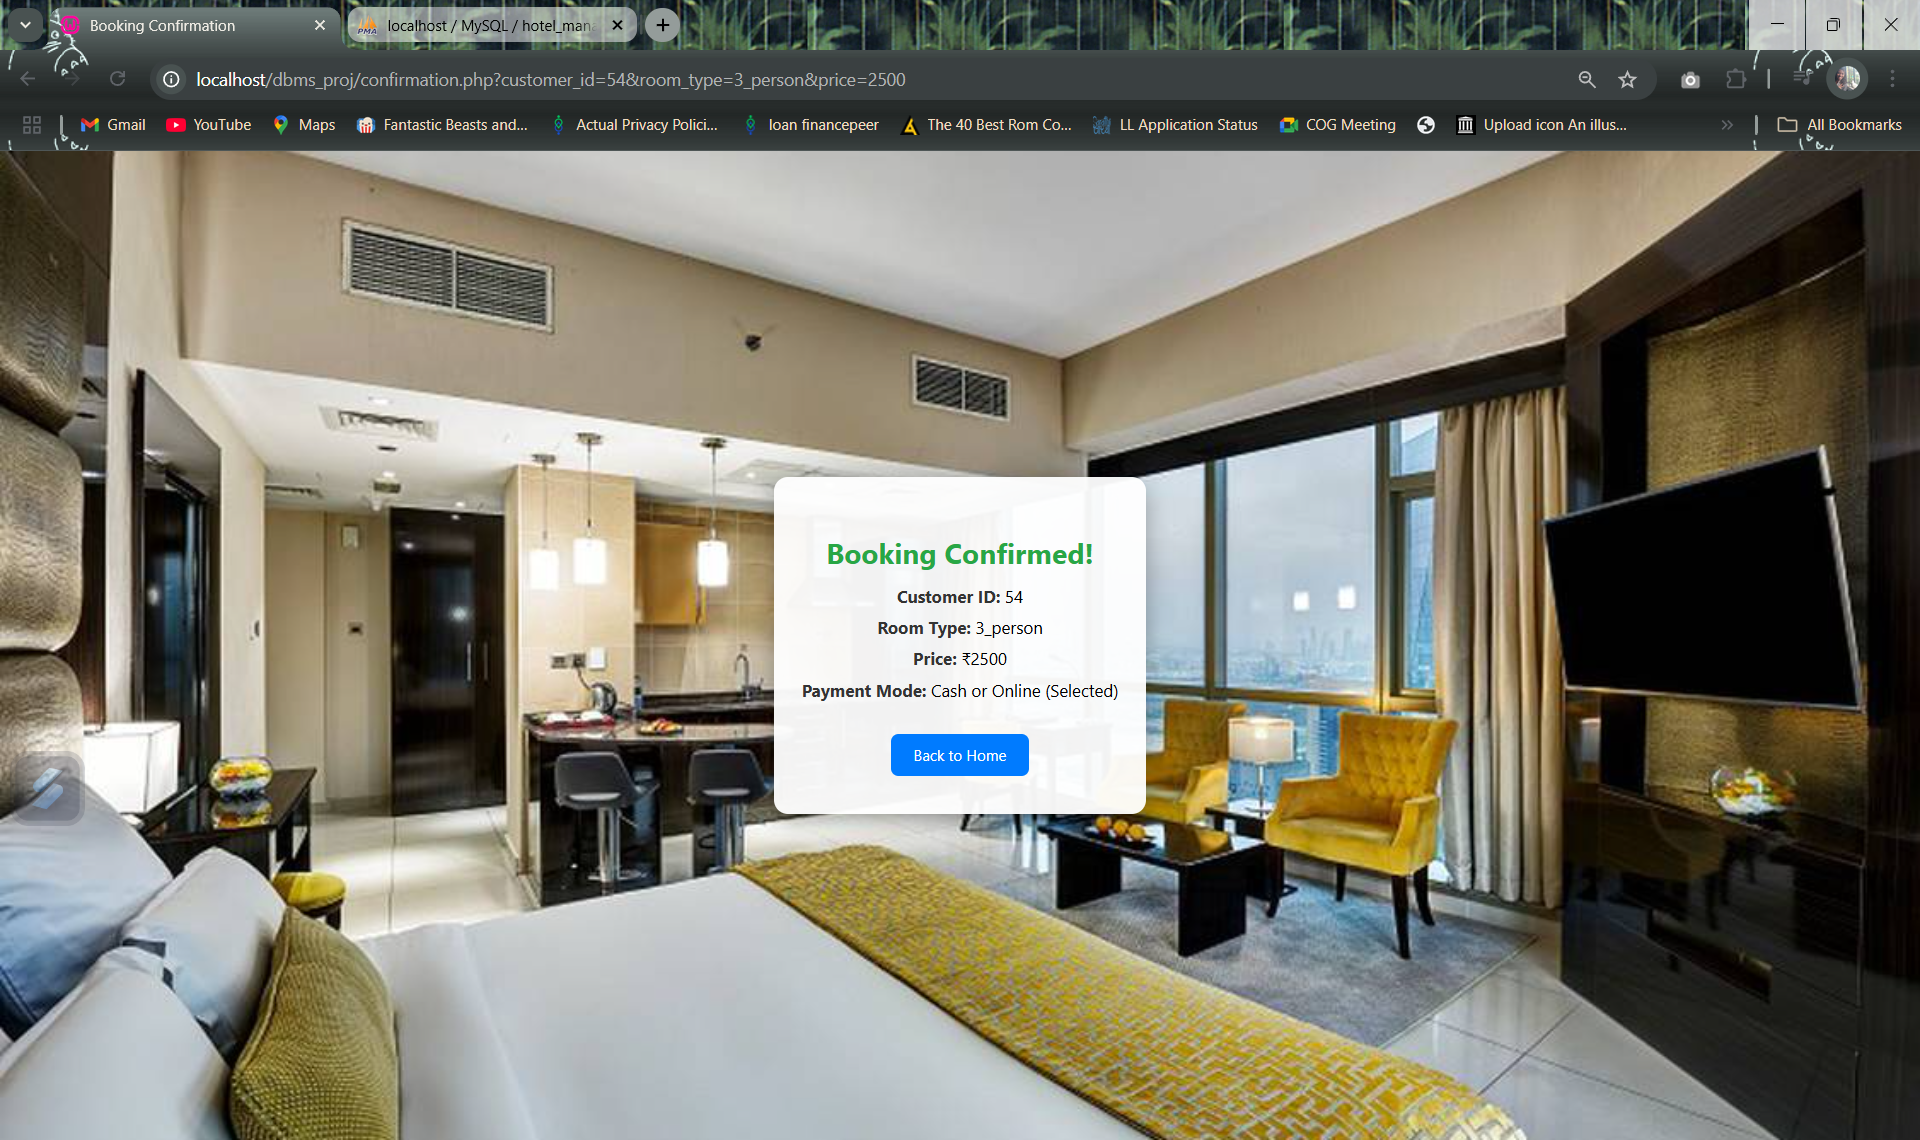 Booking Confirmation
localhost / MySQL / hotel_mana
localhost/dbms_proj/confirmation.php?customer_id=54&room_type=3_person&price=2500
Gmail YouTube Maps Fantastic Beasts and... Actual Privacy Polici... loan financepeer The 40 Best Rom Co... LL Application Status COG Meeting Upload icon An illus... » All Bookmarks
Booking Confirmed!
Customer ID: 54
Room Type: 3_person
Price: ₹2500
Payment Mode: Cash or Online (Selected)
Back to Home